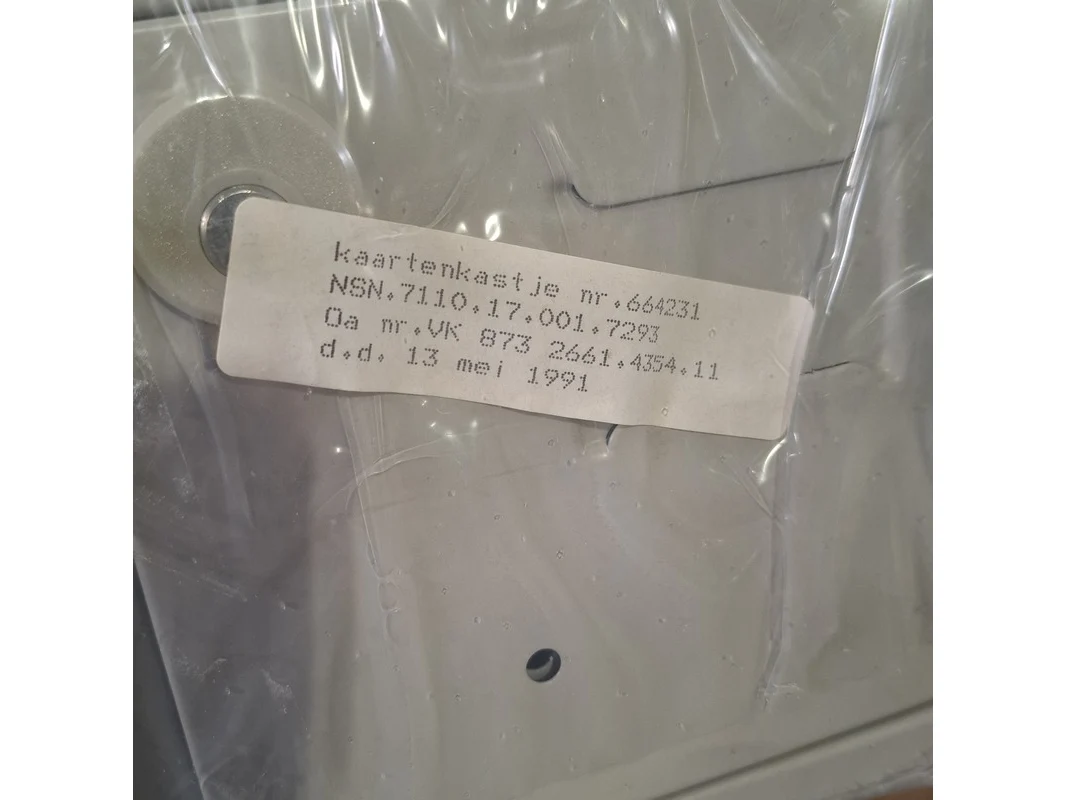 kaartenkastje nr.664231
NSN.7110.17.001.7293
Oa nr.VK 873 2661.4354.11
d.d. 13 mei 1991